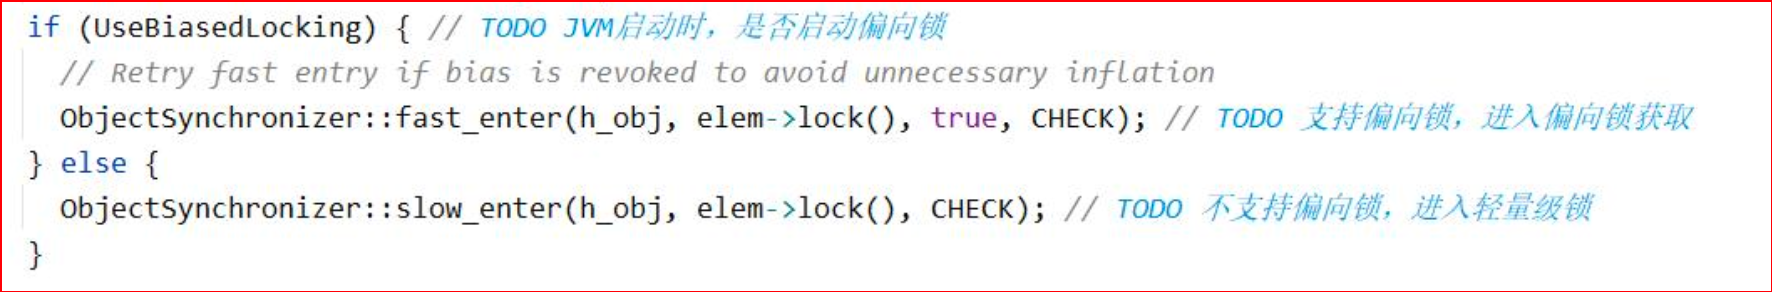 if (UseBiasedLocking) { // TODO JVM启动时，是否启动偏向锁
// Retry fast entry if bias is revoked to avoid unnecessary inflation
ObjectSynchronizer::fast_enter(h_obj, elem->lock(), true, CHECK); // TODO 支持偏向锁，进入偏向锁获取
} else {
ObjectSynchronizer::slow_enter(h_obj, elem->lock(), CHECK); // TODO 不支持偏向锁，进入轻量级锁
}